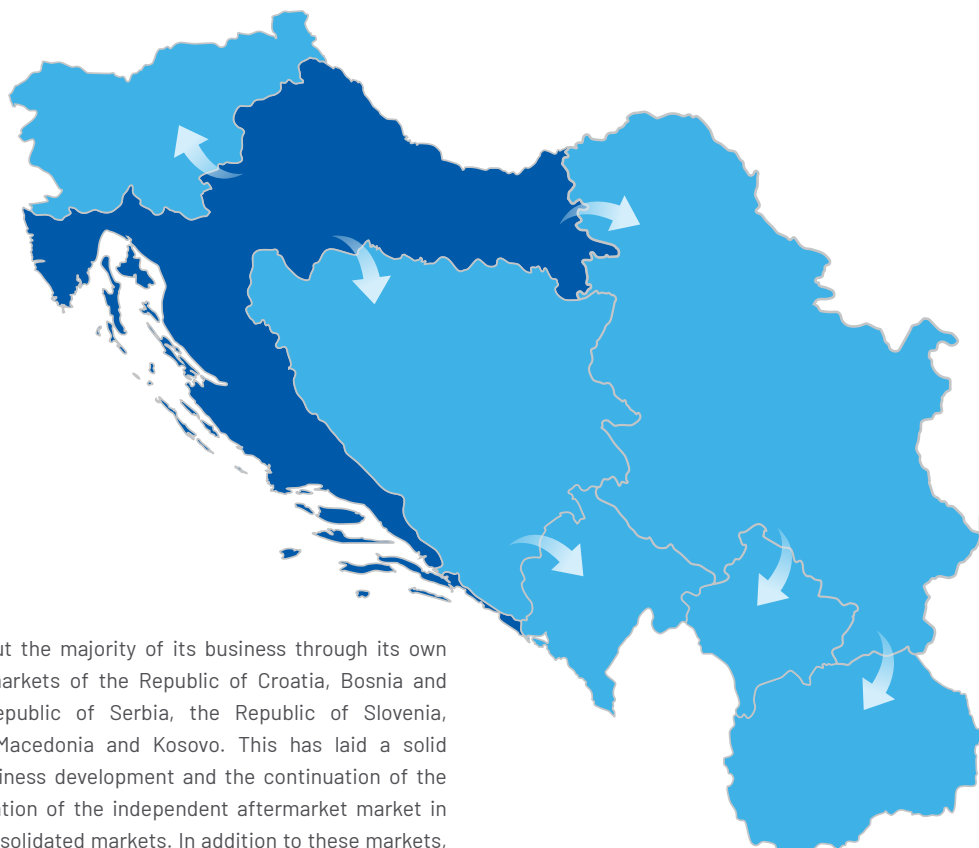 ut the majority of its business through its own
arkets of the Republic of Croatia, Bosnia and
epublic of Serbia, the Republic of Slovenia,
Macedonia and Kosovo. This has laid a solid
iness development and the continuation of the
ation of the independent aftermarket market in
solidated markets. In addition to these markets,